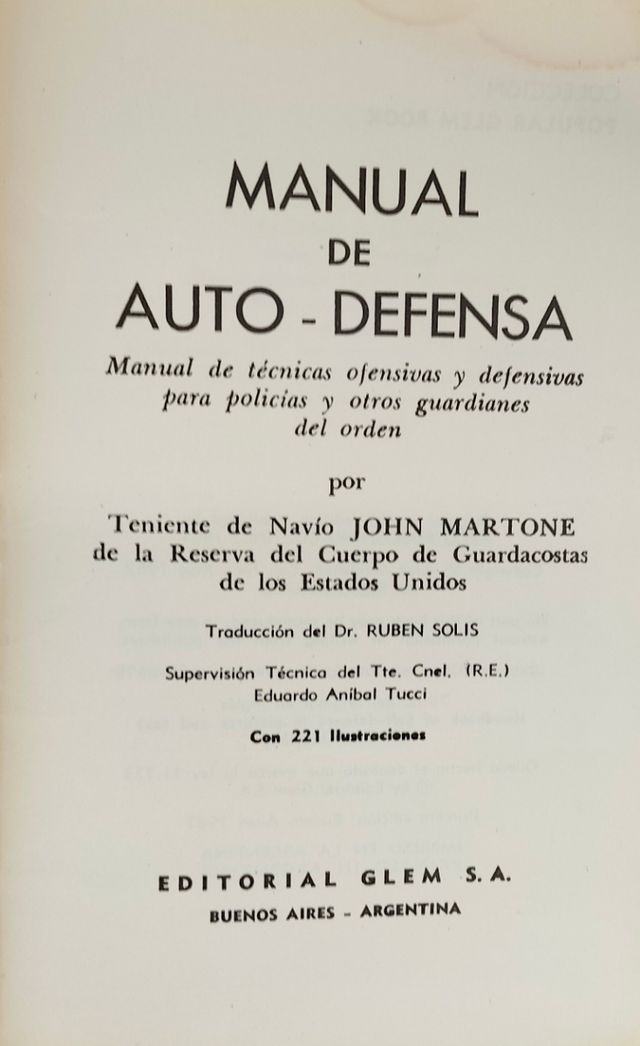 MANUAL
DE
AUTO - DEFENSA
Manual de técnicas ofensivas y defensivas
para policías y otros guardianes
del orden
por
Teniente de Navío JOHN MARTONE
de la Reserva del Cuerpo de Guardacostas
de los Estados Unidos
Traducción del Dr. RUBEN SOLIS
Supervisión Técnica del Tte. Cnel. (R.E.)
Eduardo Aníbal Tucci
Con 221 Ilustraciones
EDITORIAL GLEM S. A.
BUENOS AIRES - ARGENTINA